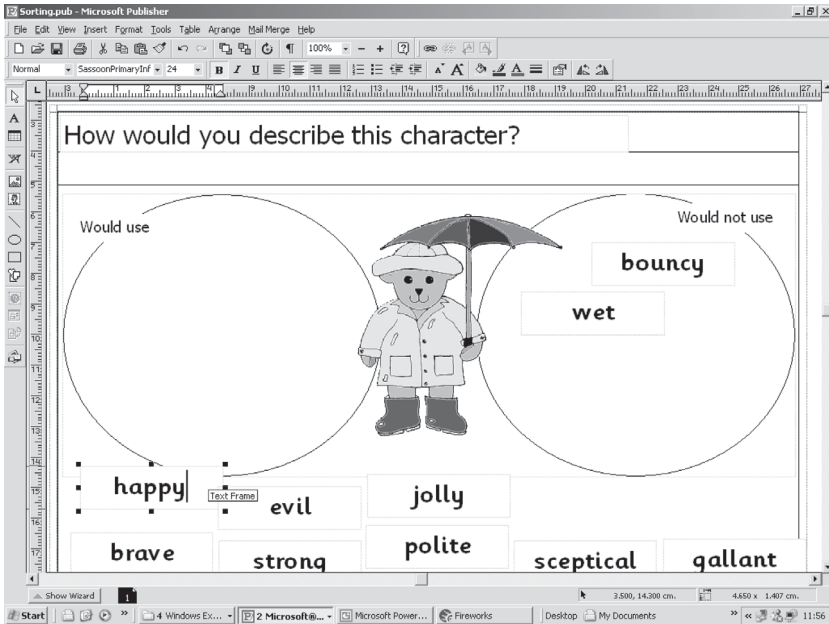 Sorting.pub - Microsoft Publisher
File Edit View Insert Format Tools Table Arrange Mail Merge Help
100%
Normal SassoonPrimaryInf 24 B I U
How would you describe this character?
Would use
Would not use
bouncy
wet
happy
Text Frame
evil
jolly
brave
strong
polite
sceptical
gallant
Show Wizard 1 3.500, 14.300 cm. 4.650 x 1.407 cm.
Start 4 Windows Ex... 2 Microsoft®... Microsoft Power... Fireworks Desktop My Documents 11:56